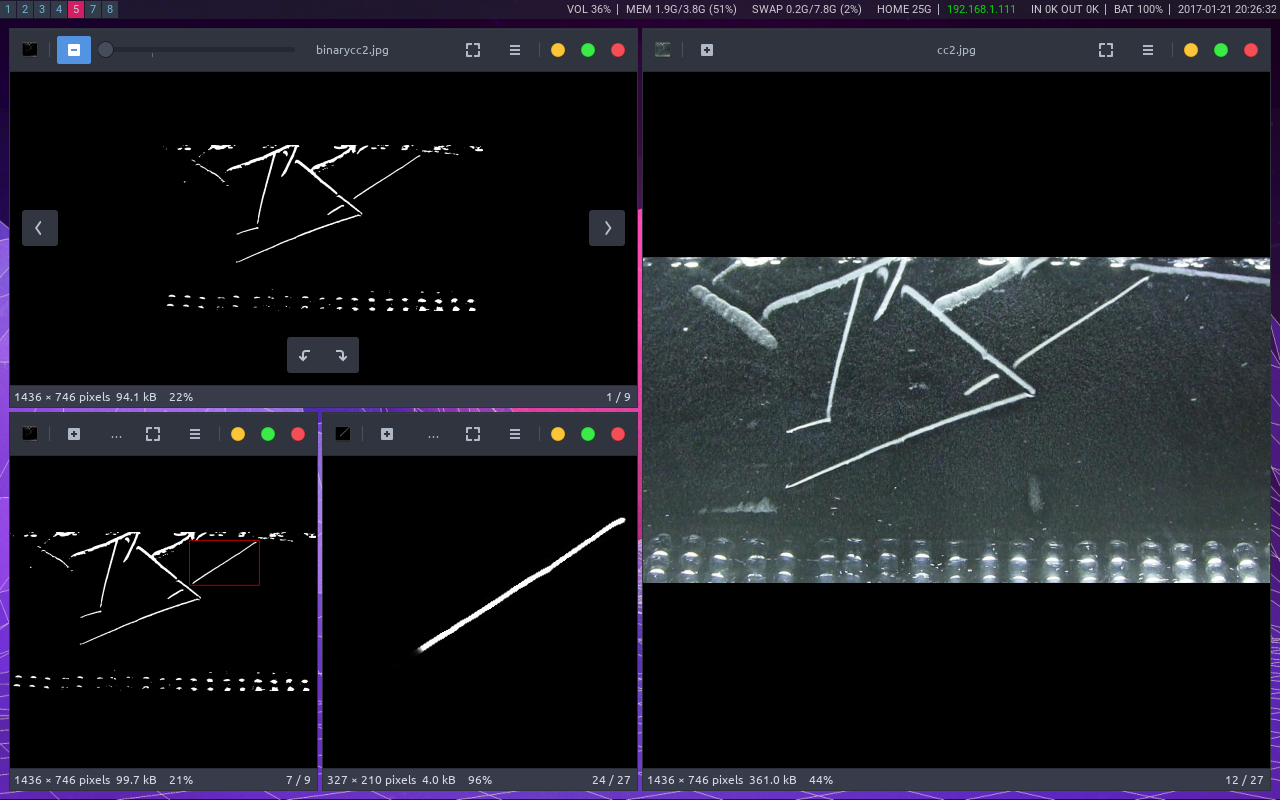 1 2 3 4 5 6 7 8 VOL 36% | MEM 1.9G/3.8G (51%) SWAP 0.2G/7.8G (2%) HOME 25G | 192.168.1.111 IN 0K OUT 0K | BAT 100% | 2017-01-21 20:26:32
binarycc2.jpg
1436 × 746 pixels 94.1 kB 22% 1 / 9
cc2.jpg
1436 × 746 pixels 361.0 kB 44% 12 / 27
...
1436 × 746 pixels 99.7 kB 21% 7 / 9
...
327 × 210 pixels 4.0 kB 96% 24 / 27